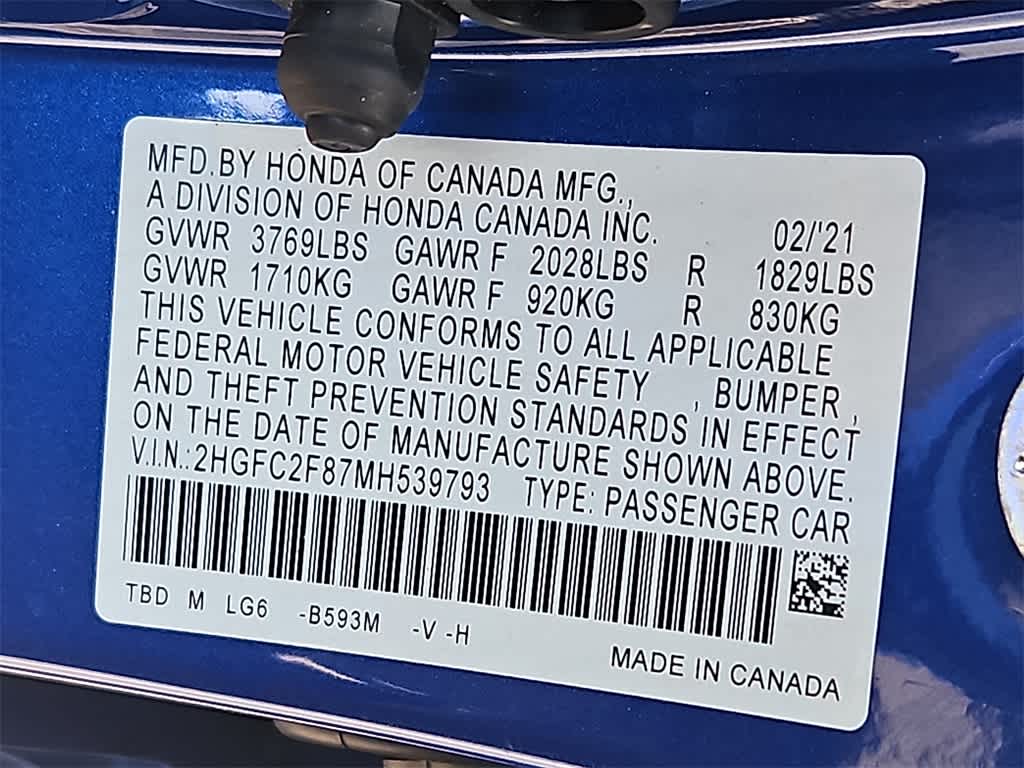 MFD.BY HONDA OF CANADA MFG.,
A DIVISION OF HONDA CANADA INC. 02/'21
GVWR 3769LBS GAWR F 2028LBS R 1829LBS
GVWR 1710KG GAWR F 920KG R 830KG
THIS VEHICLE CONFORMS TO ALL APPLICABLE
FEDERAL MOTOR VEHICLE SAFETY , BUMPER ,
AND THEFT PREVENTION STANDARDS IN EFFECT
ON THE DATE OF MANUFACTURE SHOWN ABOVE.
V.I.N.:2HGFC2F87MH539793 TYPE: PASSENGER CAR
TBD M LG6 -B593M -V -H
MADE IN CANADA